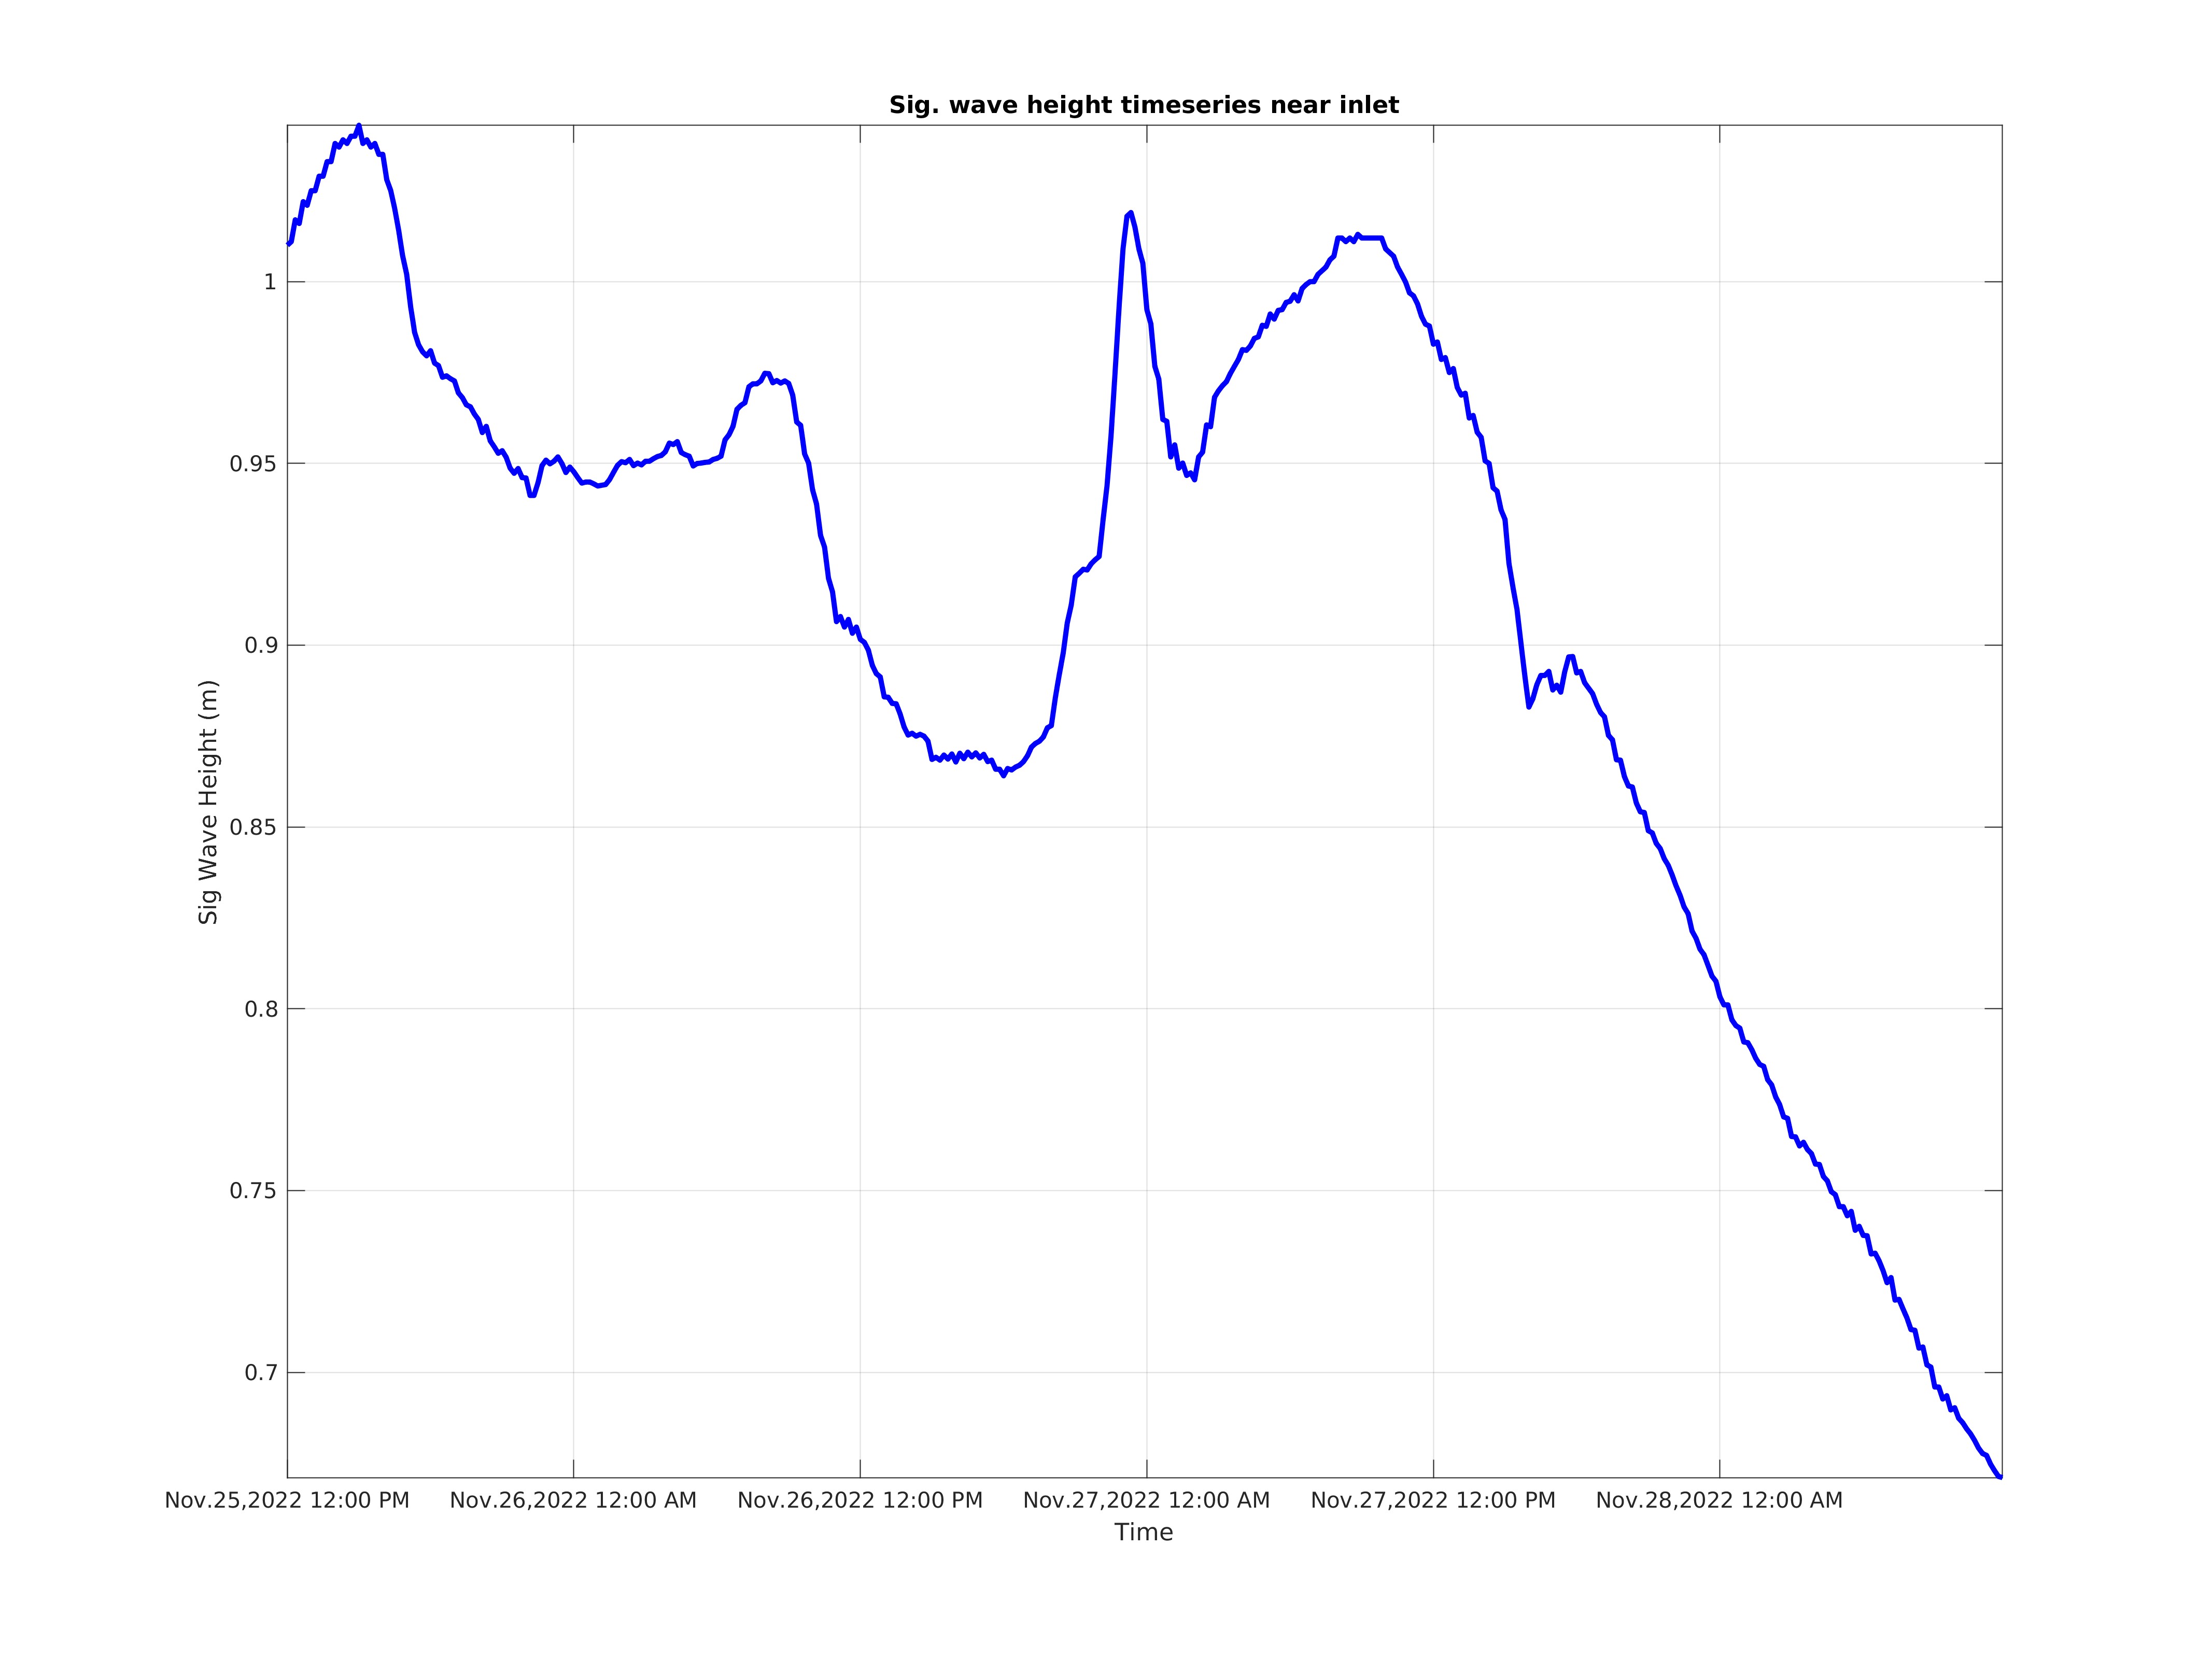 Sig. wave height timeseries near inlet
1
0.95
0.9
0.85
0.8
0.75
0.7
Sig Wave Height (m)
Nov.25,2022 12:00 PM Nov.26,2022 12:00 AM Nov.26,2022 12:00 PM Nov.27,2022 12:00 AM Nov.27,2022 12:00 PM Nov.28,2022 12:00 AM
Time